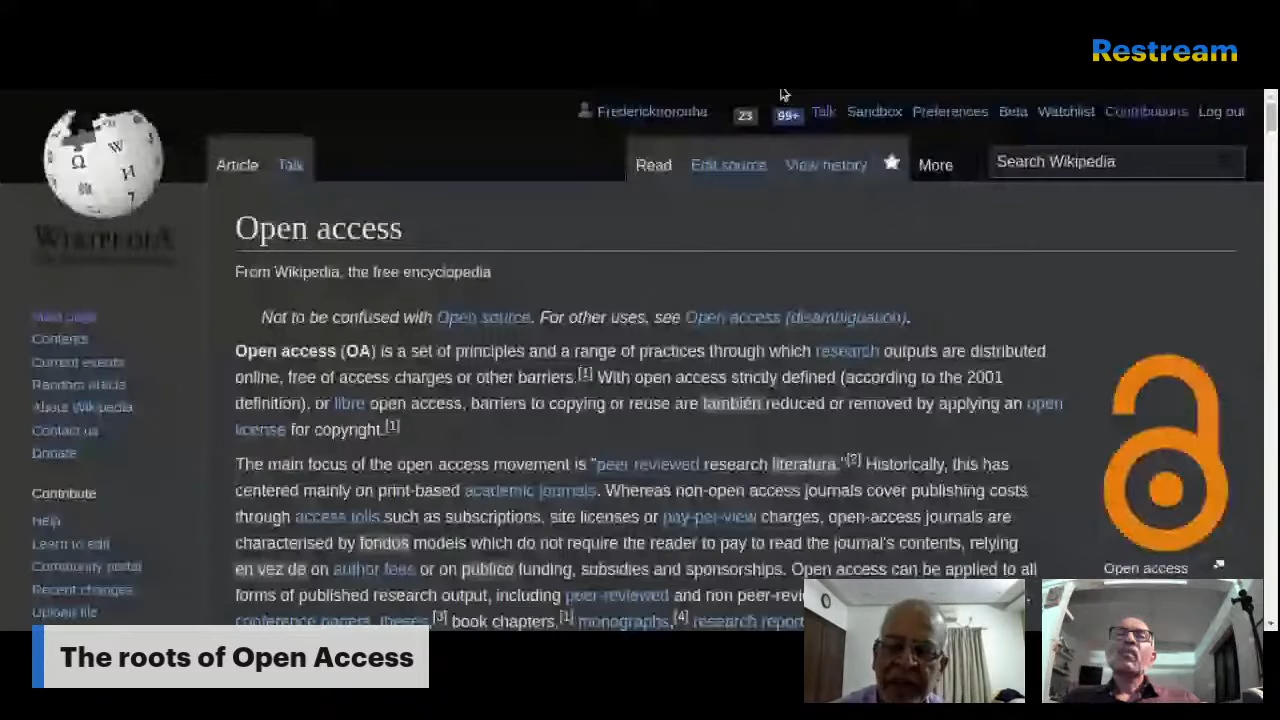 Restream
Fredericknoronha 23 99+ Talk Sandbox Preferences Beta Watchlist Contributions Log out
Article Talk Read Edit source View history More Search Wikipedia
WIKIPEDIA
Open access
From Wikipedia, the free encyclopedia
Not to be confused with Open source. For other uses, see Open access (disambiguation).
Open access (OA) is a set of principles and a range of practices through which research outputs are distributed
online, free of access charges or other barriers.[1] With open access strictly defined (according to the 2001
definition), or libre open access, barriers to copying or reuse are también reduced or removed by applying an open
license for copyright.[1]
The main focus of the open access movement is "peer reviewed research literatura."[2] Historically, this has
centered mainly on print-based academic journals. Whereas non-open access journals cover publishing costs
through access tolls such as subscriptions, site licenses or pay-per-view charges, open-access journals are
characterised by fondos models which do not require the reader to pay to read the journal's contents, relying
en vez de on author fees or on publico funding, subsidies and sponsorships. Open access can be applied to all
forms of published research output, including peer-reviewed and non peer-revi
conference papers, theses,[3] book chapters,[1] monographs,[4] research report
Main page
Contents
Current events
Random article
About Wikipedia
Contact us
Donate
Contribute
Help
Learn to edit
Community portal
Recent changes
Upload file
Open access
The roots of Open Access